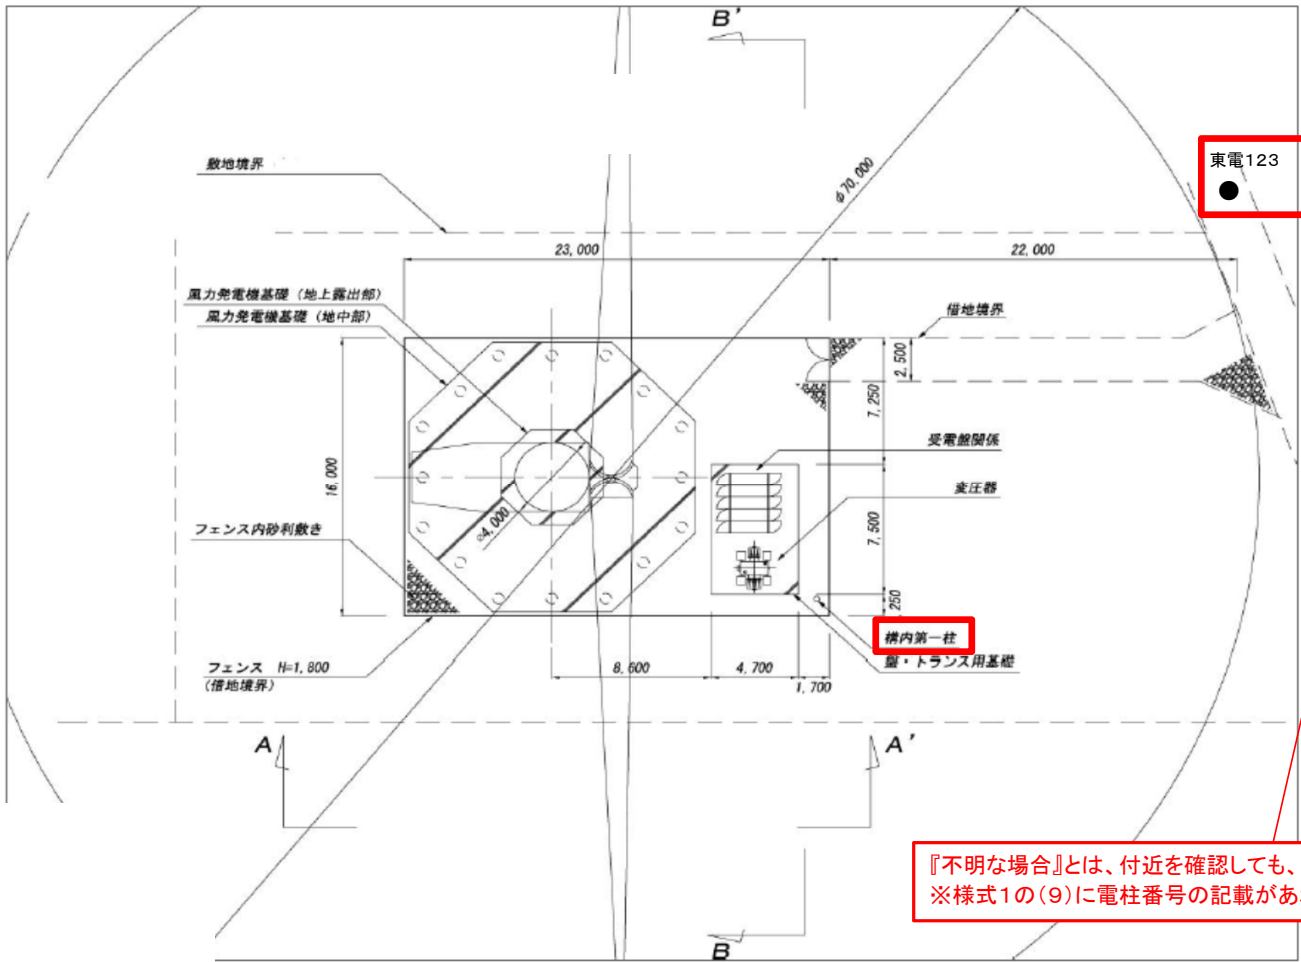 B'
東電123
敷地境界
φ70,000
23,000
22,000
風力発電機基礎 (地上露出部)
風力発電機基礎 (地中部)
借地境界
2,500
7,250
受電盤関係
16,000
変圧器
フェンス内砂利敷き
φ4,000
7,500
250
構内第一柱
盤・トランス用基礎
フェンス H=1,800
(借地境界)
8,600
4,700
1,700
A
A'
『不明な場合』とは、付近を確認しても、
※様式1の(9)に電柱番号の記載があ
B